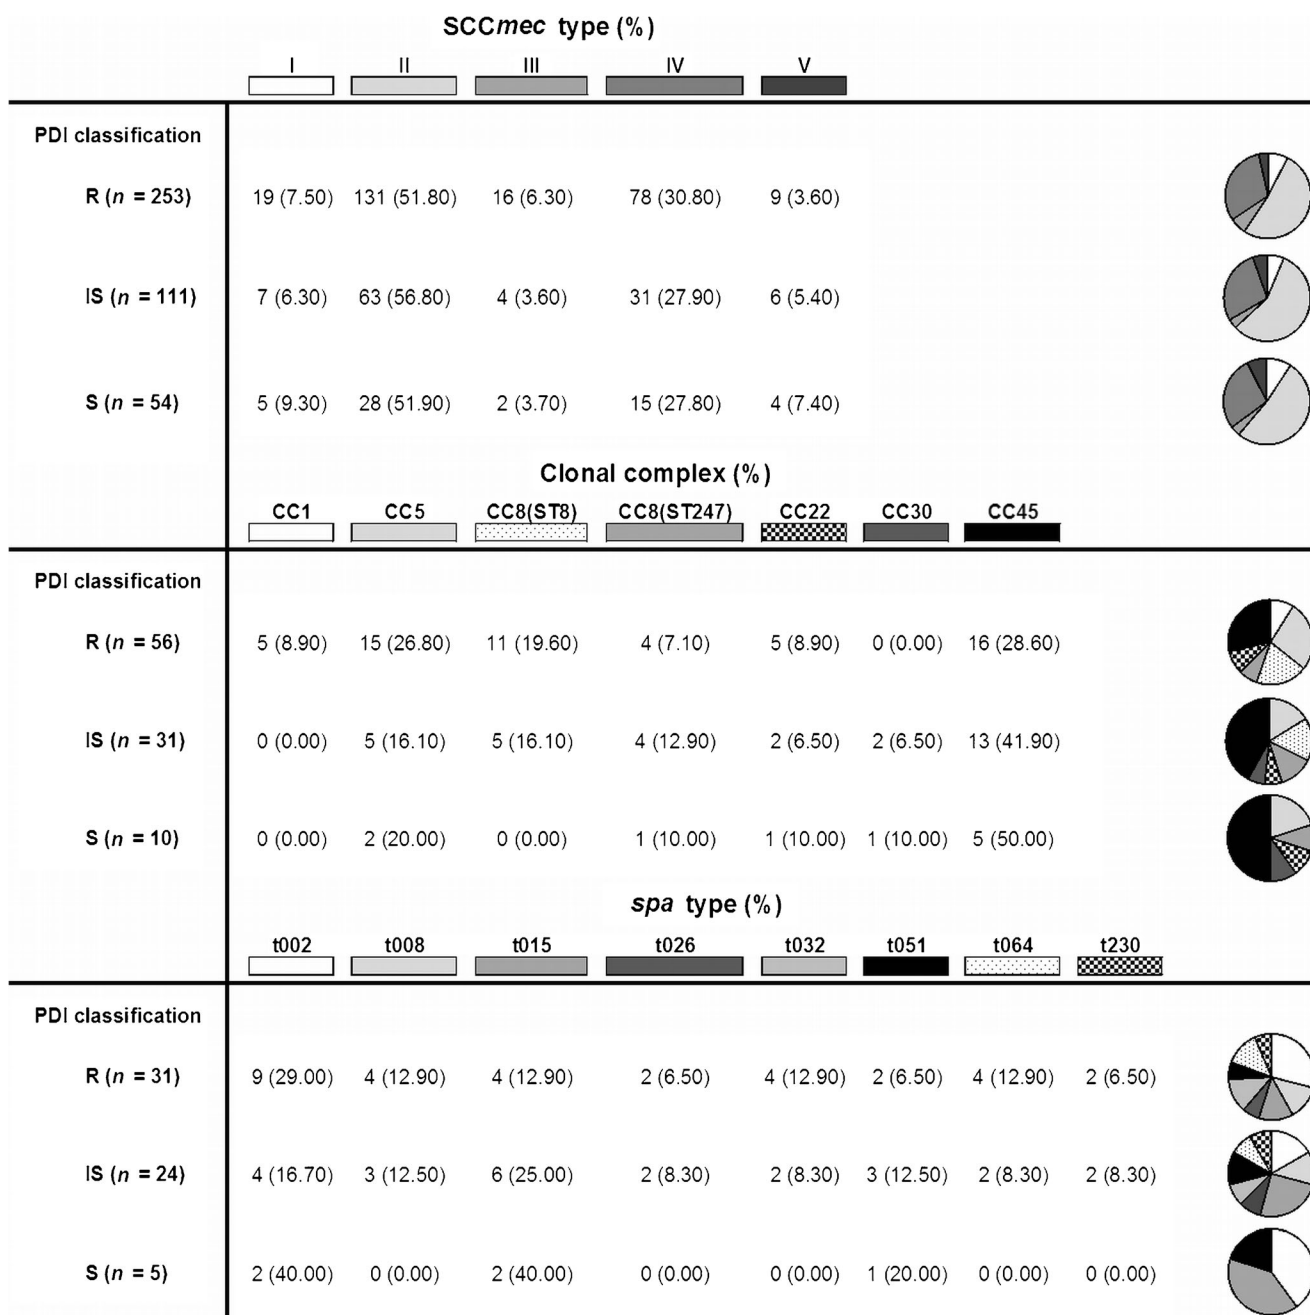 SCCmec type (%)
I II III IV V
PDI classification
R (n = 253) 19 (7.50) 131 (51.80) 16 (6.30) 78 (30.80) 9 (3.60)
IS (n = 111) 7 (6.30) 63 (56.80) 4 (3.60) 31 (27.90) 6 (5.40)
S (n = 54) 5 (9.30) 28 (51.90) 2 (3.70) 15 (27.80) 4 (7.40)
Clonal complex (%)
CC1 CC5 CC8(ST8) CC8(ST247) CC22 CC30 CC45
PDI classification
R (n = 56) 5 (8.90) 15 (26.80) 11 (19.60) 4 (7.10) 5 (8.90) 0 (0.00) 16 (28.60)
IS (n = 31) 0 (0.00) 5 (16.10) 5 (16.10) 4 (12.90) 2 (6.50) 2 (6.50) 13 (41.90)
S (n = 10) 0 (0.00) 2 (20.00) 0 (0.00) 1 (10.00) 1 (10.00) 1 (10.00) 5 (50.00)
spa type (%)
t002 t008 t015 t026 t032 t051 t064 t230
PDI classification
R (n = 31) 9 (29.00) 4 (12.90) 4 (12.90) 2 (6.50) 4 (12.90) 2 (6.50) 4 (12.90) 2 (6.50)
IS (n = 24) 4 (16.70) 3 (12.50) 6 (25.00) 2 (8.30) 2 (8.30) 3 (12.50) 2 (8.30) 2 (8.30)
S (n = 5) 2 (40.00) 0 (0.00) 2 (40.00) 0 (0.00) 0 (0.00) 1 (20.00) 0 (0.00) 0 (0.00)